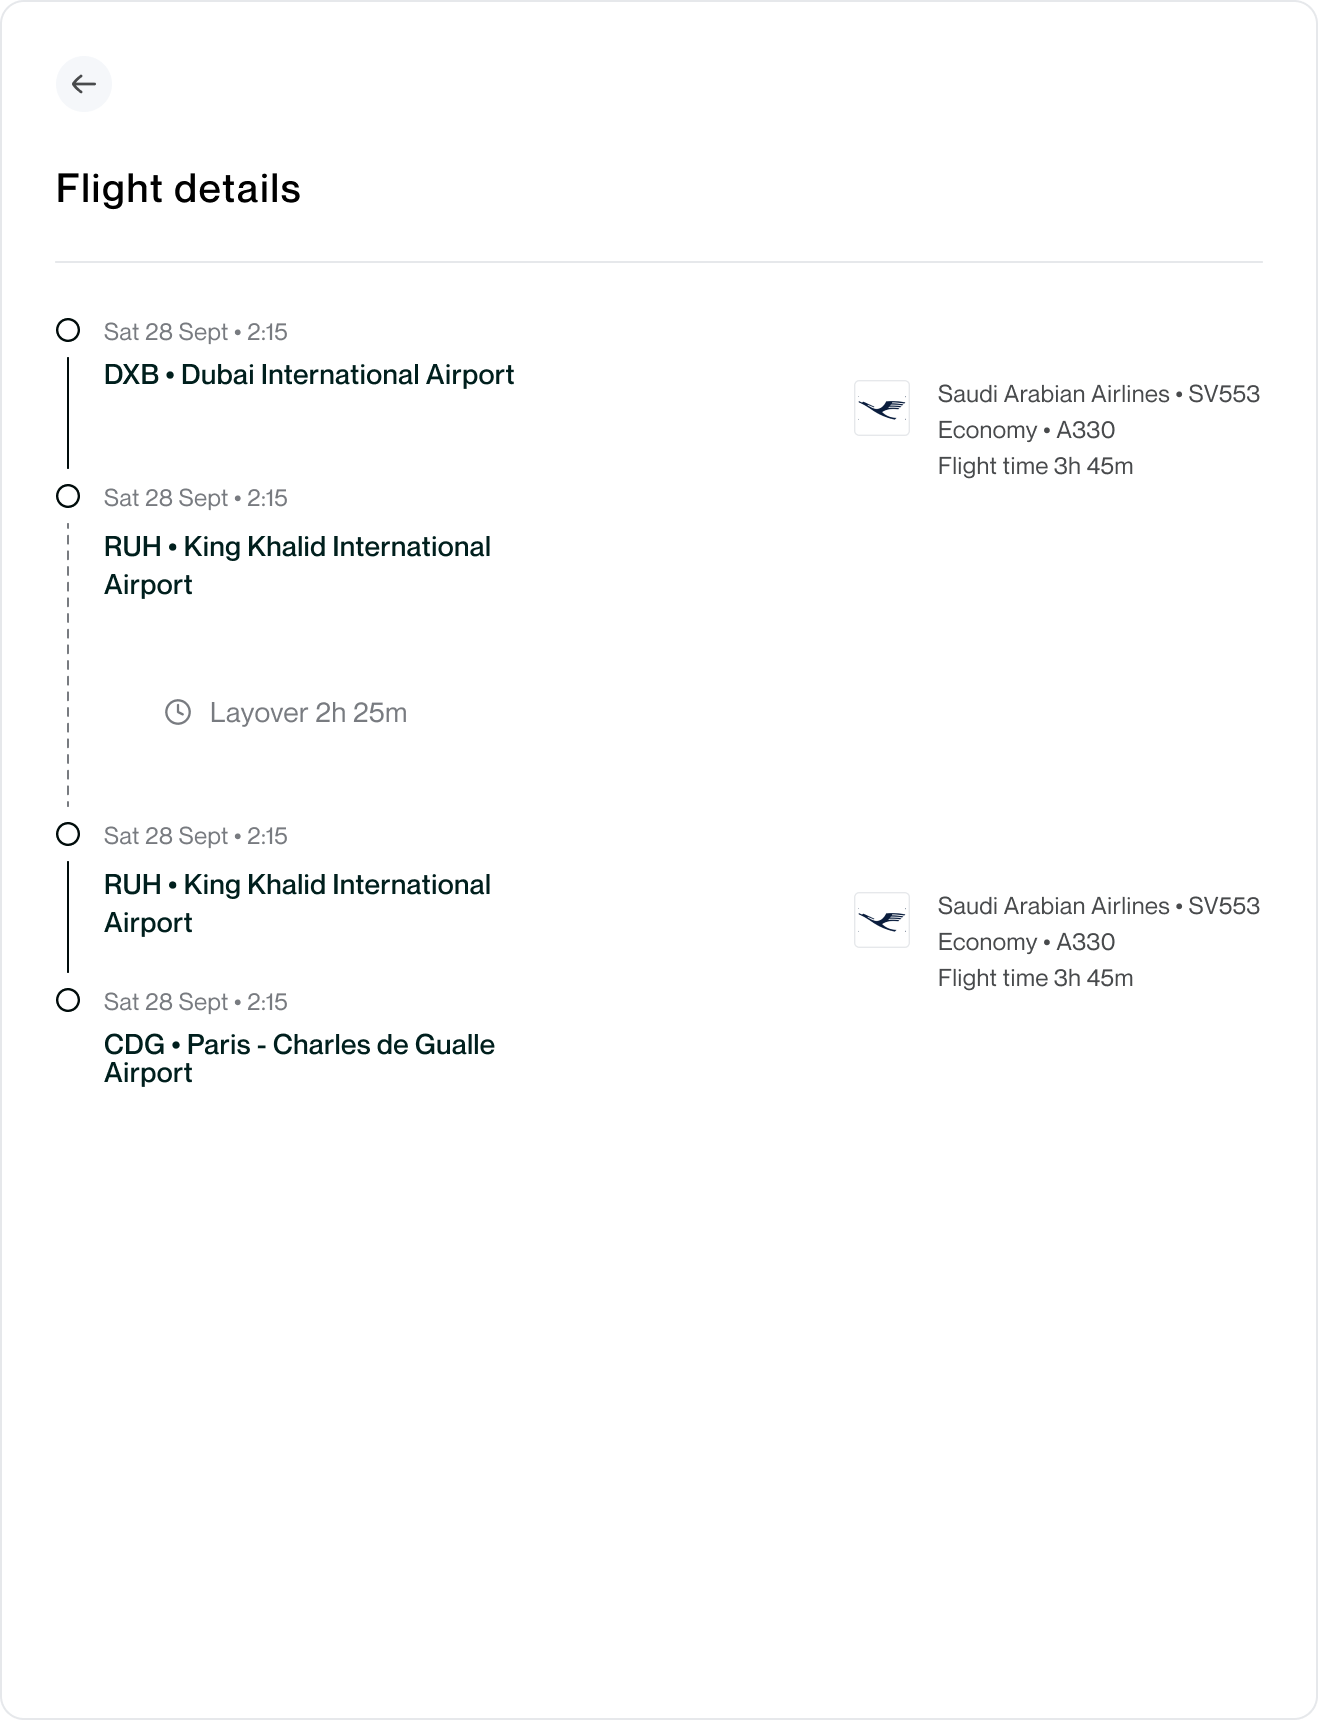 Flight details
Sat 28 Sept • 2:15
DXB • Dubai International Airport
Saudi Arabian Airlines • SV553
Economy • A330
Flight time 3h 45m
Sat 28 Sept • 2:15
RUH • King Khalid International
Airport
Layover 2h 25m
Sat 28 Sept • 2:15
RUH • King Khalid International
Airport
Saudi Arabian Airlines • SV553
Economy • A330
Flight time 3h 45m
Sat 28 Sept • 2:15
CDG • Paris - Charles de Gualle
Airport